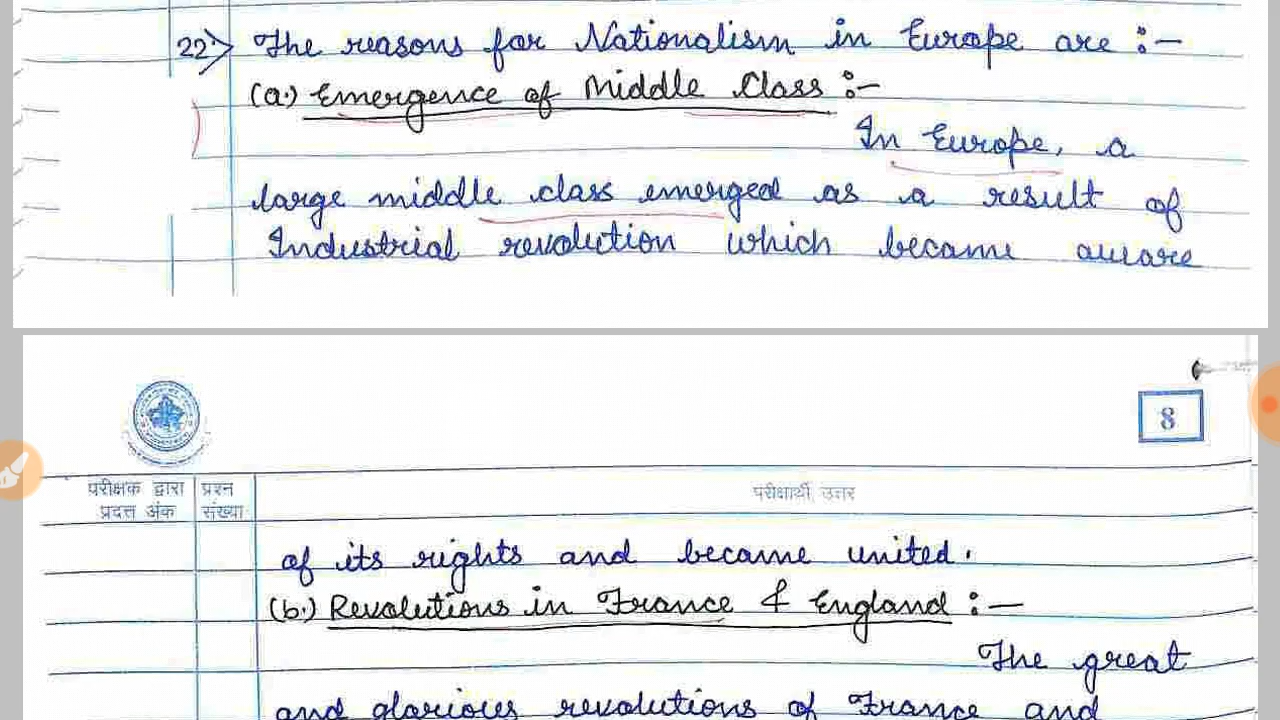 22> The reasons for Nationalism in Europe are :-
(a.) Emergence of Middle Class :-
In Europe, a
large middle class emerged as a result of
Industrial revolution which became aware
8
परीक्षक द्वारा प्रदत्त अंक
प्रश्न संख्या
परीक्षार्थी उत्तर
of its rights and became united.
(b.) Revolutions in France & England :-
The great
and glorious revolutions of France and